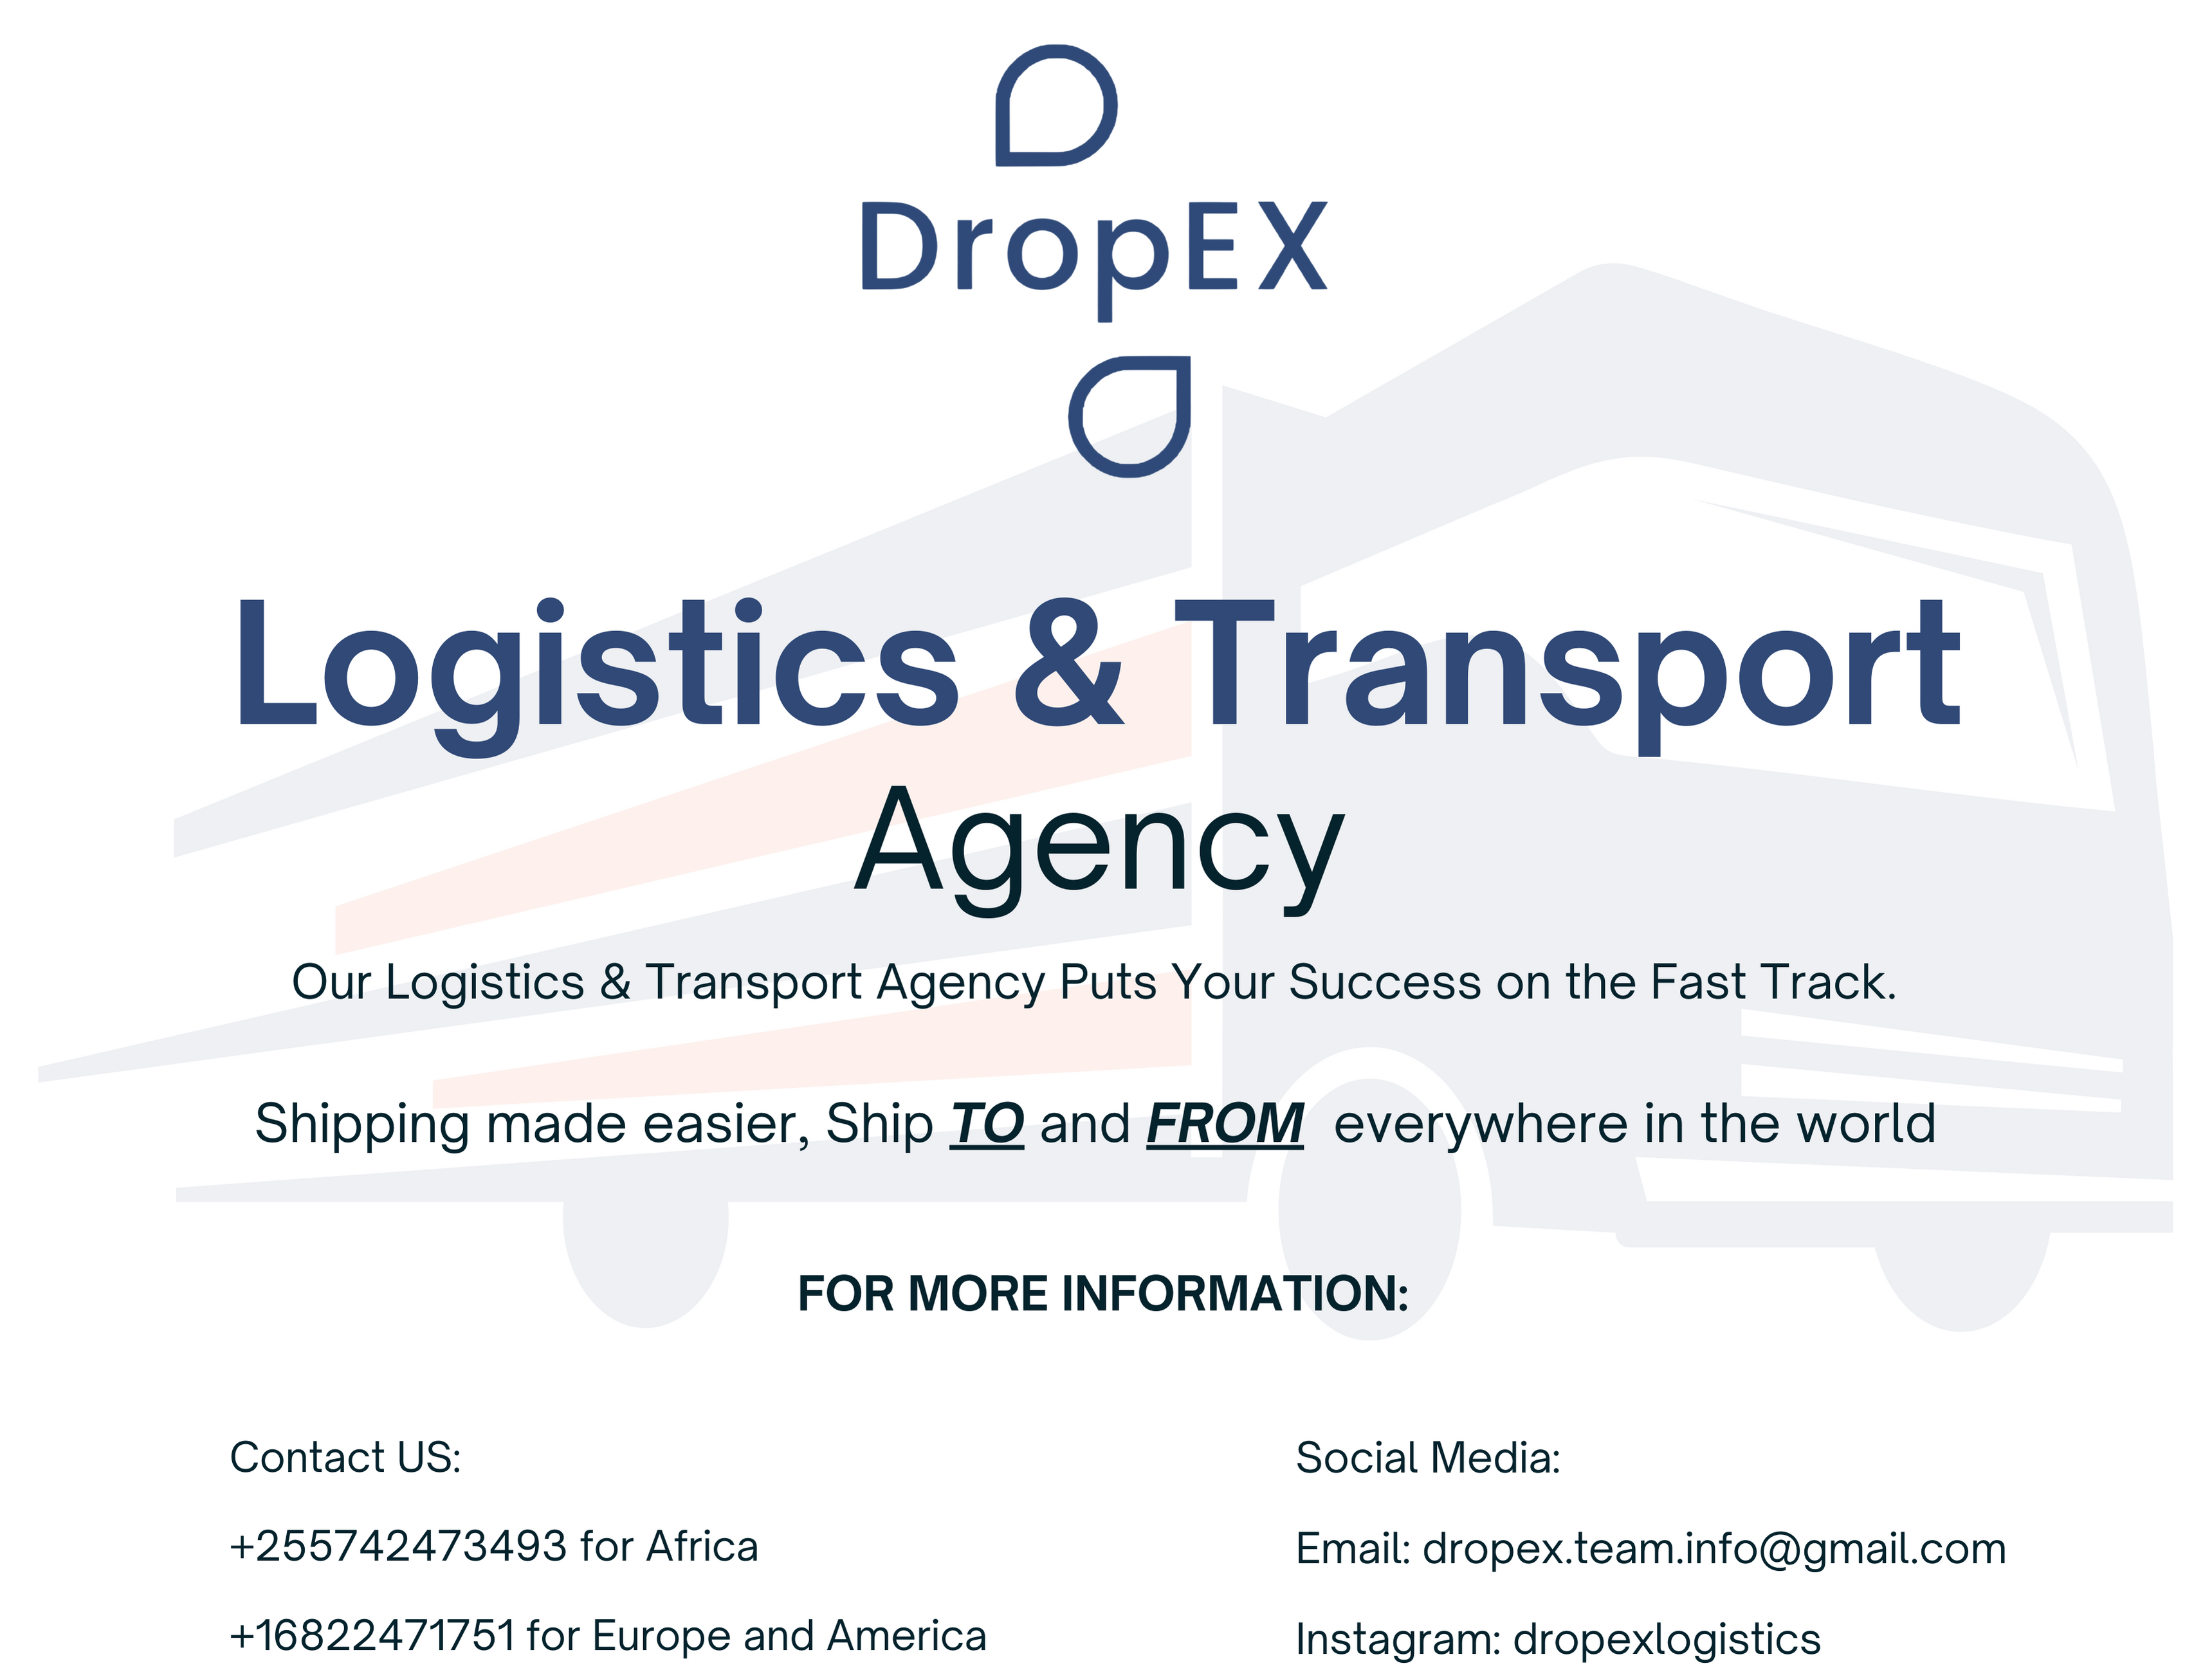 DropEX
Logistics & Transport
Agency
Our Logistics & Transport Agency Puts Your Success on the Fast Track.
Shipping made easier, Ship TO and FROM everywhere in the world
FOR MORE INFORMATION:
Contact US:
+255742473493 for Africa
+16822471751 for Europe and America
Social Media:
Email: dropex.team.info@gmail.com
Instagram: dropexlogistics